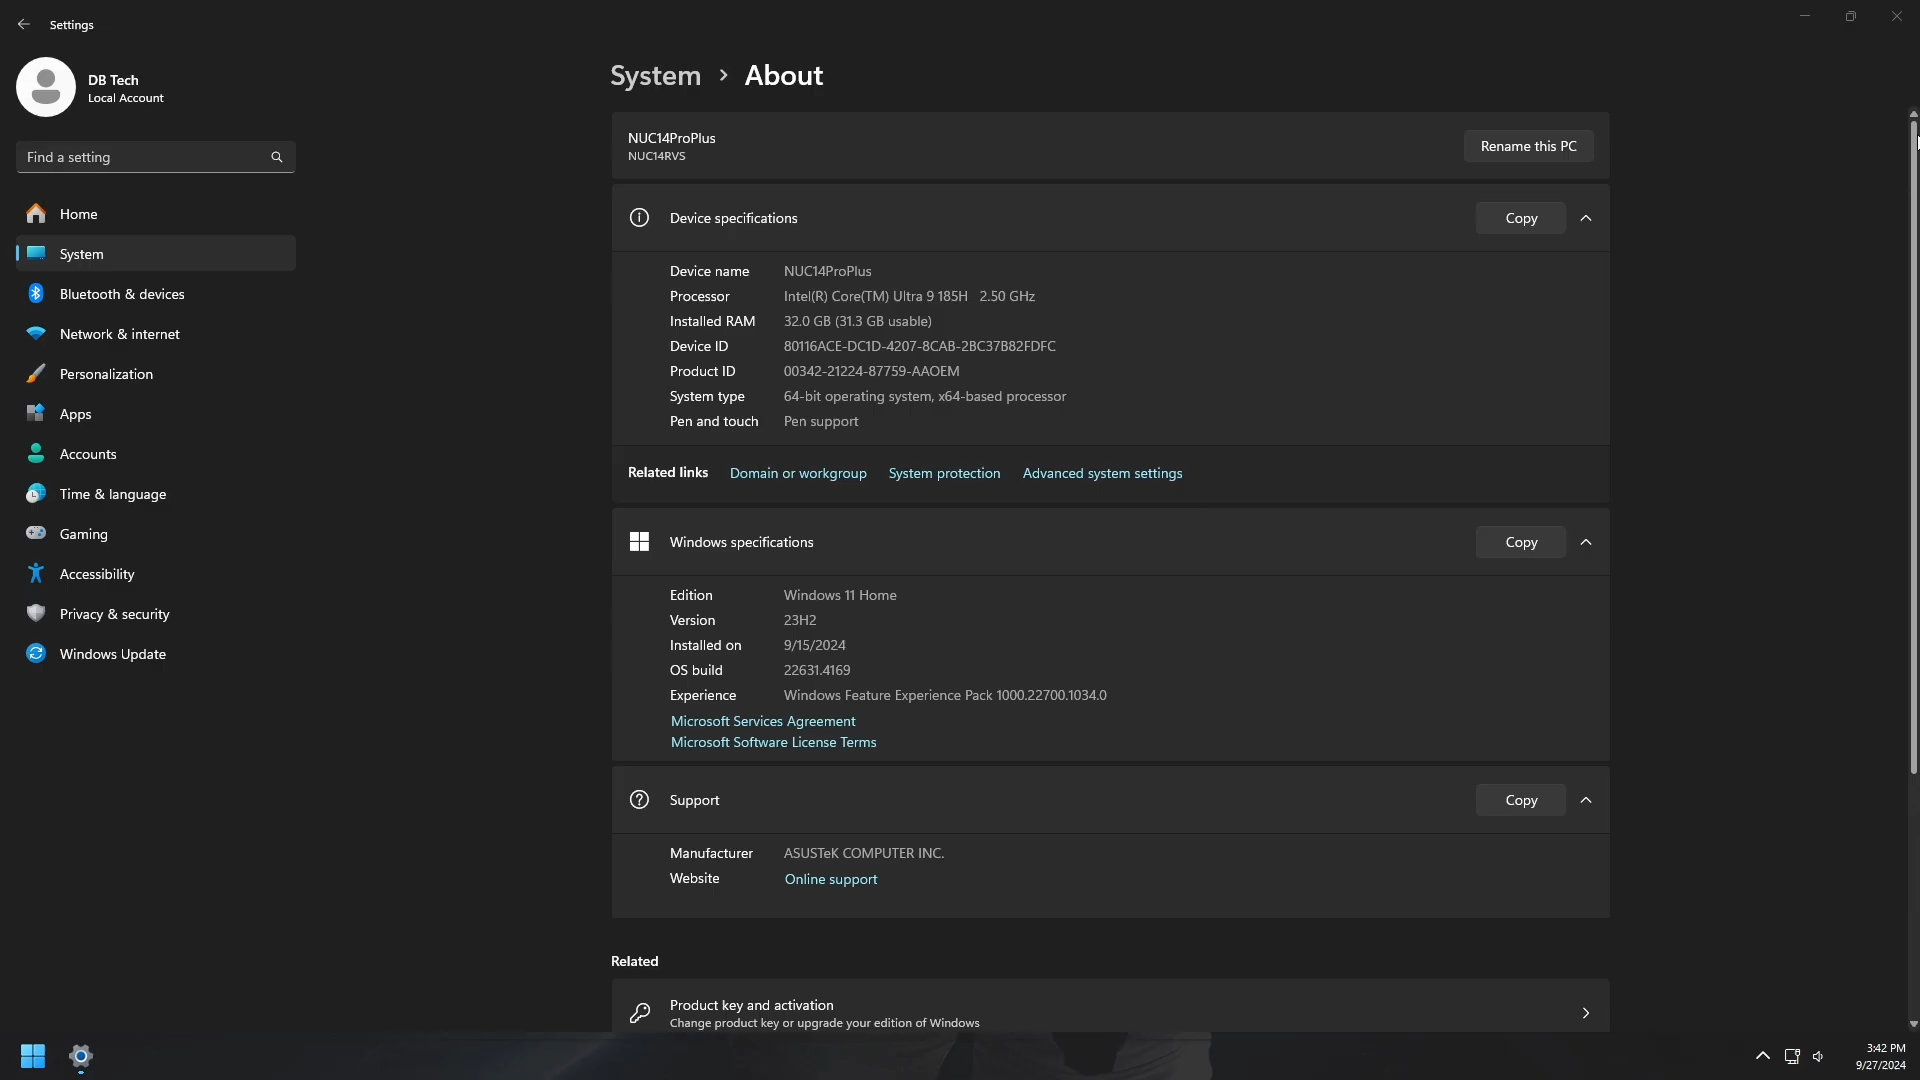 Settings
DB Tech
Local Account
Find a setting
Home
System
Bluetooth & devices
Network & internet
Personalization
Apps
Accounts
Time & language
Gaming
Accessibility
Privacy & security
Windows Update
System > About
NUC14ProPlus
NUC14RVS
Rename this PC
Device specifications
Copy
Device name NUC14ProPlus
Processor Intel(R) Core(TM) Ultra 9 185H 2.50 GHz
Installed RAM 32.0 GB (31.3 GB usable)
Device ID 80116ACE-DC1D-4207-8CAB-2BC37B82FDFC
Product ID 00342-21224-87759-AAOEM
System type 64-bit operating system, x64-based processor
Pen and touch Pen support
Related links Domain or workgroup System protection Advanced system settings
Windows specifications
Copy
Edition Windows 11 Home
Version 23H2
Installed on 9/15/2024
OS build 22631.4169
Experience Windows Feature Experience Pack 1000.22700.1034.0
Microsoft Services Agreement
Microsoft Software License Terms
Support
Copy
Manufacturer ASUSTeK COMPUTER INC.
Website Online support
Related
Product key and activation
Change product key or upgrade your edition of Windows
3:42 PM
9/27/2024